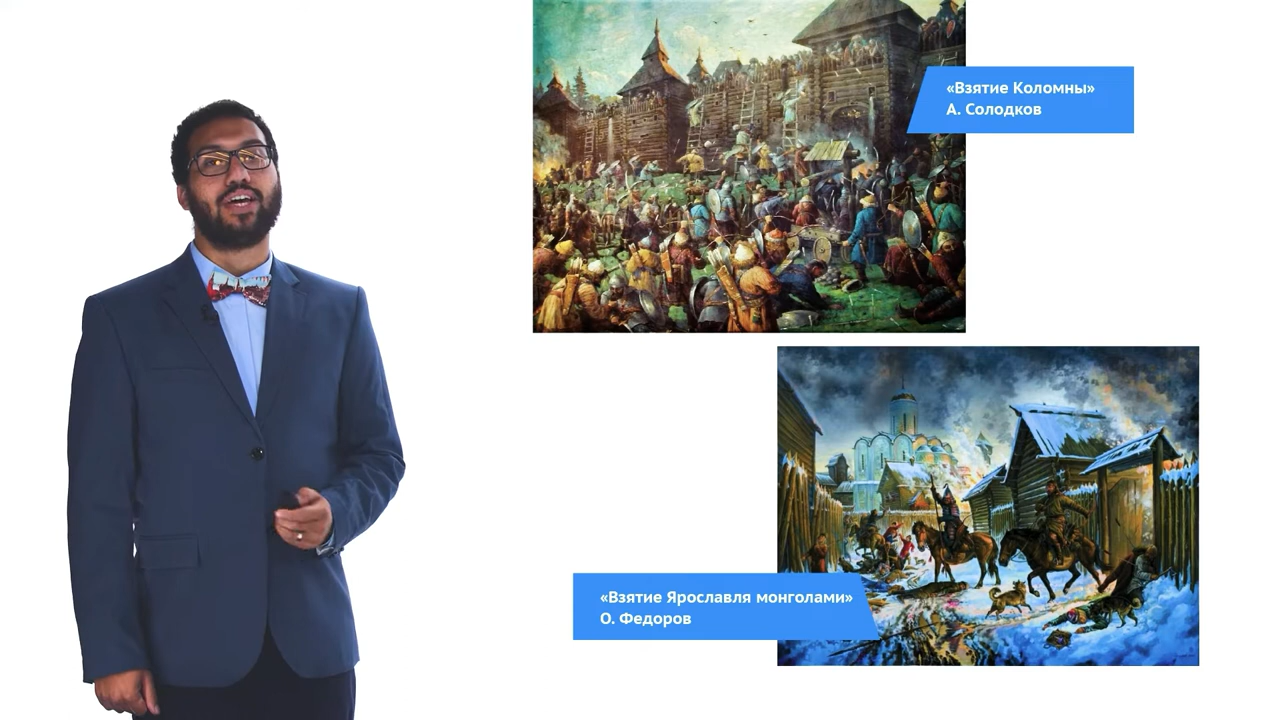 «Взятие Коломны»
А. Солодков
«Взятие Ярославля монголами»
О. Федоров